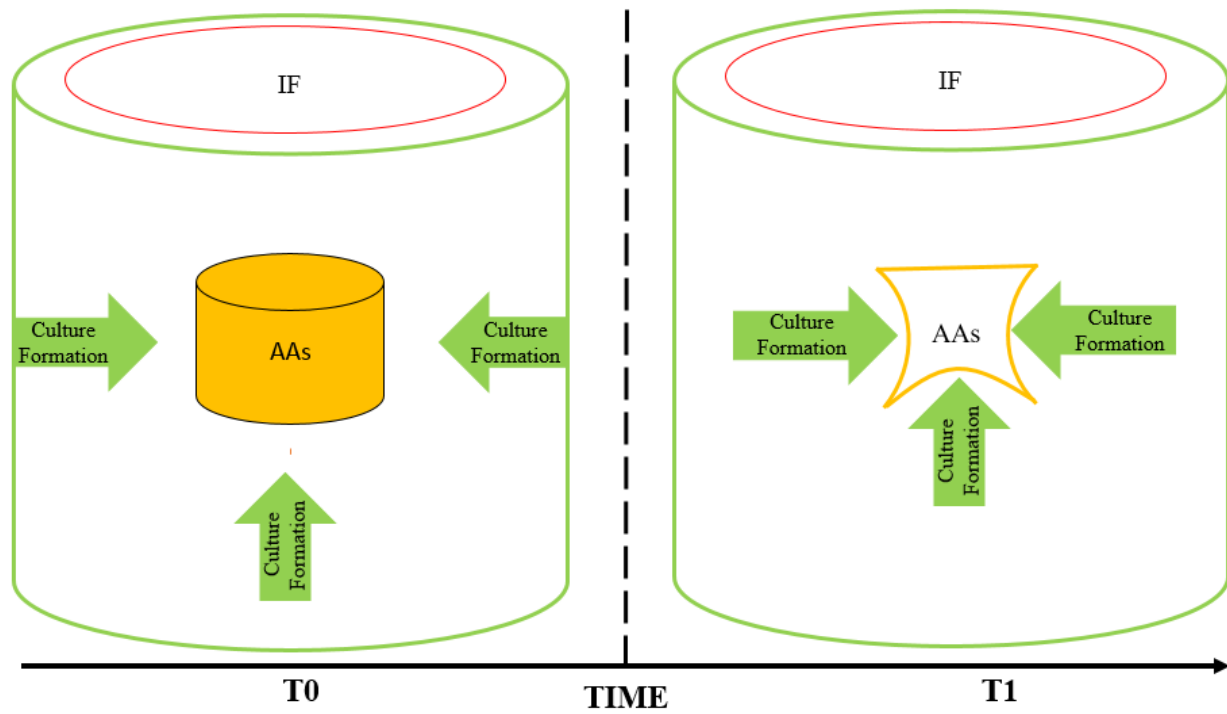 IF
Culture
Formation
AAs
Culture
Formation
Culture
Formation
IF
Culture
Formation
AAs
Culture
Formation
Culture
Formation
T0
TIME
T1